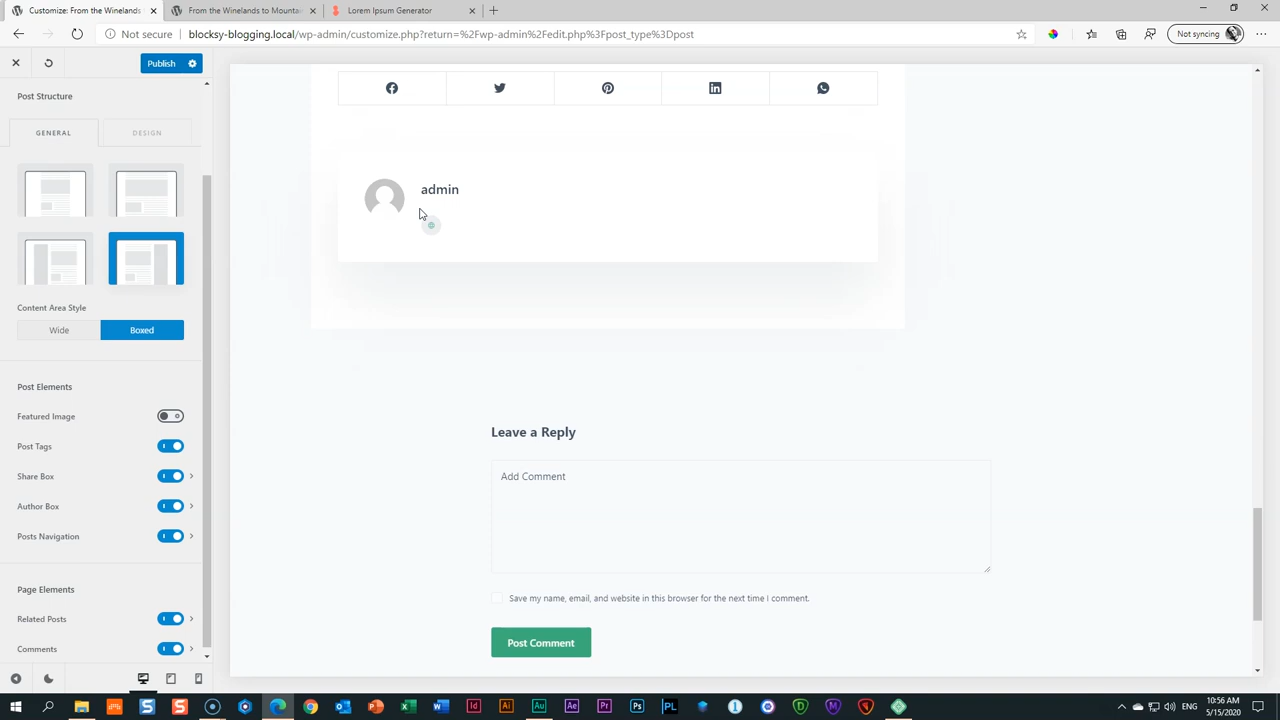 Customize: From the Winelands
From the Winelands to Mounta
Lorem Ipsum Generator
Not secure
blocksy-blogging.local/wp-admin/customize.php?return=%2Fwp-admin%2Fedit.php%3Fpost_type%3Dpost
Not syncing
Publish
Post Structure
GENERAL
DESIGN
Content Area Style
Wide
Boxed
Post Elements
Featured Image
Post Tags
Share Box
Author Box
Posts Navigation
Page Elements
Related Posts
Comments
admin
Leave a Reply
Add Comment
Save my name, email, and website in this browser for the next time I comment.
Post Comment
ENG
10:56 AM
5/15/2020